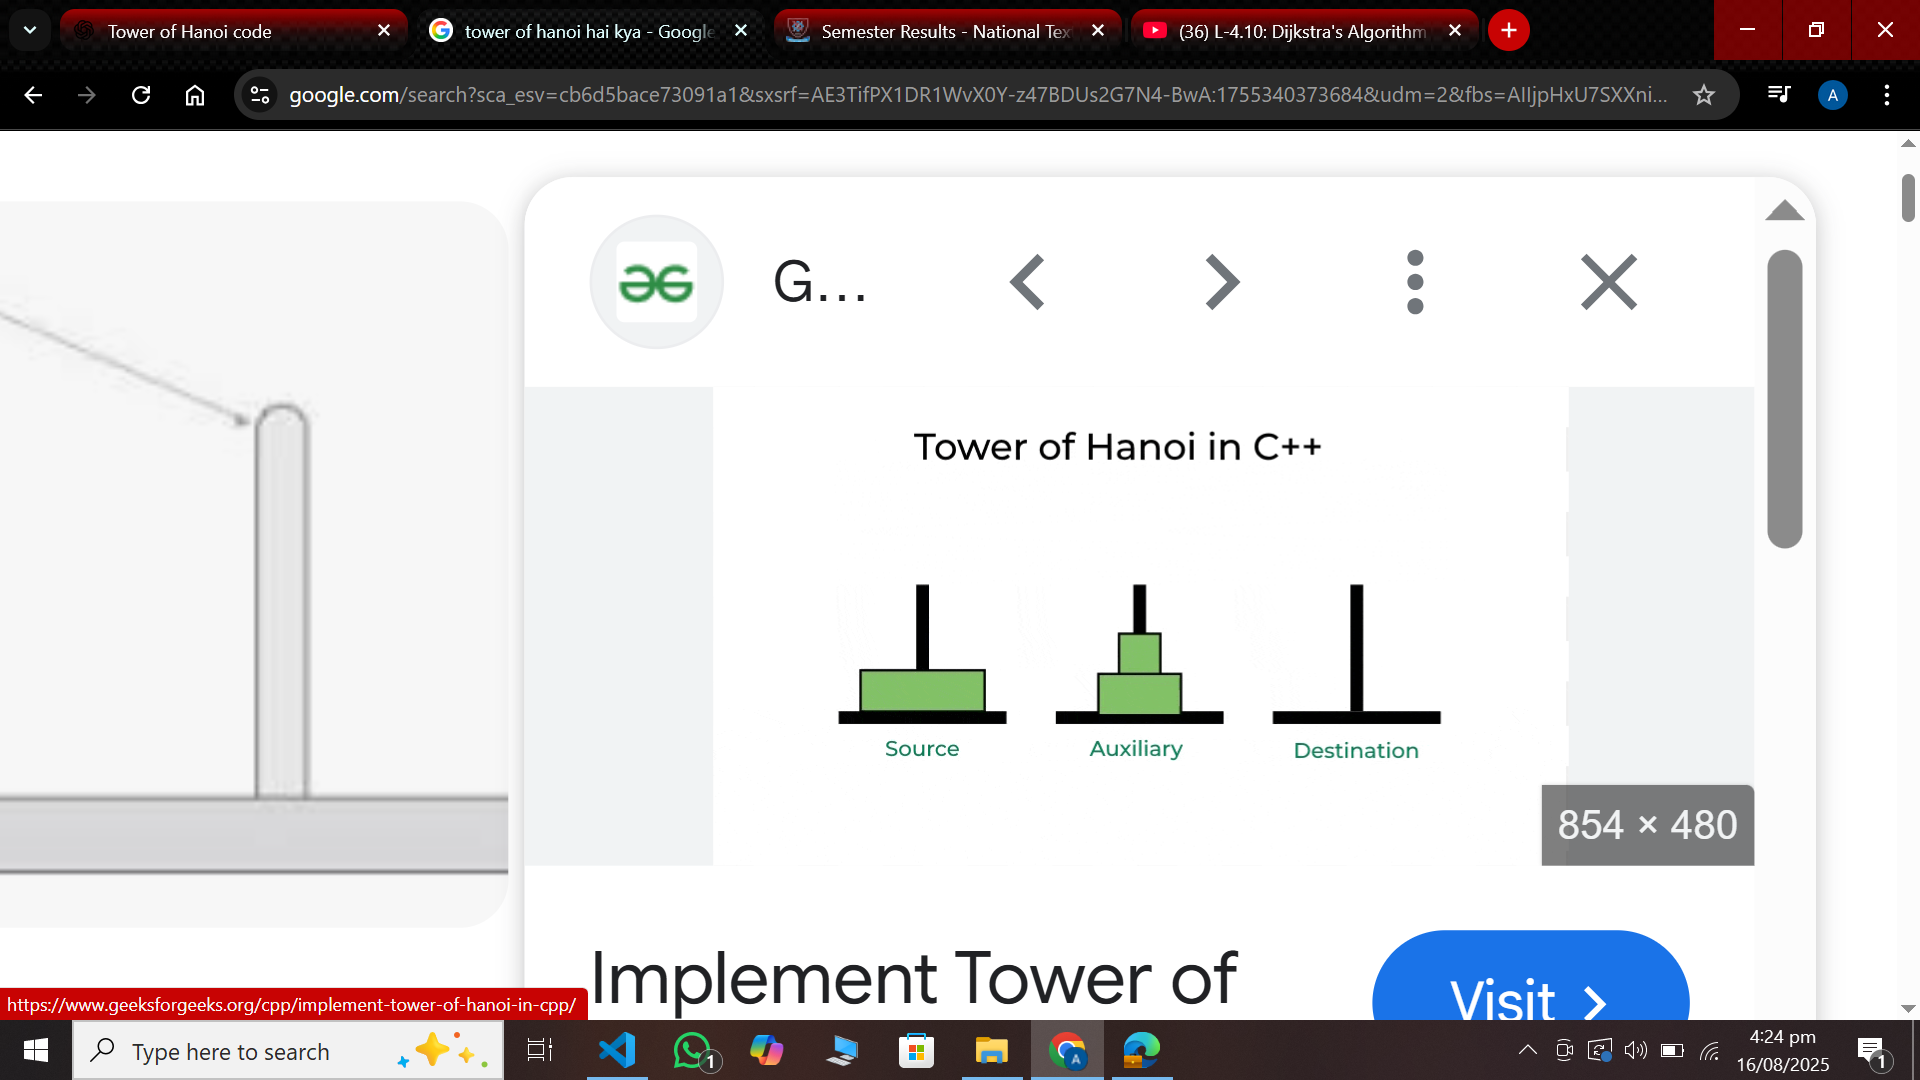 Tower of Hanoi code
tower of hanoi hai kya - Google
Semester Results - National Tex
(36) L-4.10: Dijkstra's Algorithm
google.com/search?sca_esv=cb6d5bace73091a1&sxsrf=AE3TifPX1DR1WvX0Y-z47BDUs2G7N4-BwA:1755340373684&udm=2&fbs=AIIjpHxU7SXXni...
A
G...
Tower of Hanoi in C++
Source
Auxiliary
Destination
854 × 480
Implement Tower of
Visit
https://www.geeksforgeeks.org/cpp/implement-tower-of-hanoi-in-cpp/
Type here to search
1
A
4:24 pm
16/08/2025
1